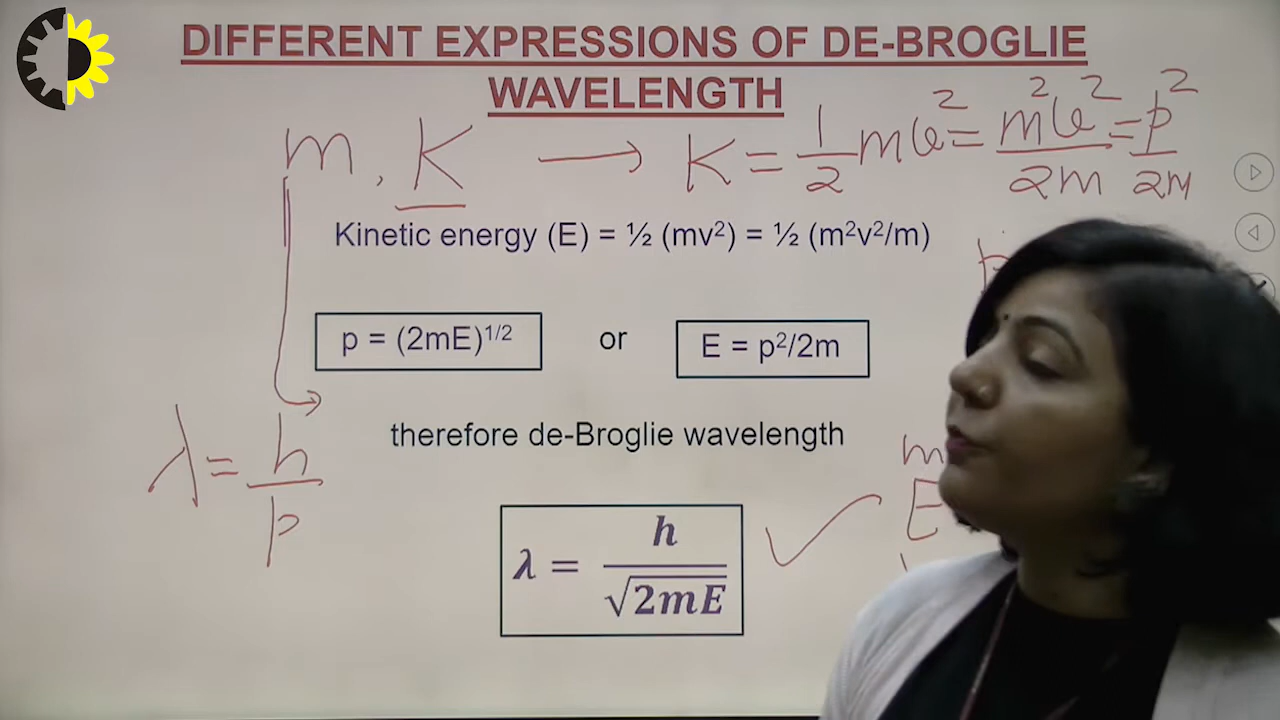 DIFFERENT EXPRESSIONS OF DE-BROGLIE
WAVELENGTH
m, K → K = 1/2 mv² = m²v²/2m = p²/2m
Kinetic energy (E) = ½ (mv²) = ½ (m²v²/m)
p = (2mE)^1/2 or E = p²/2m
therefore de-Broglie wavelength
λ = h/p
m
E
λ = h/√2mE